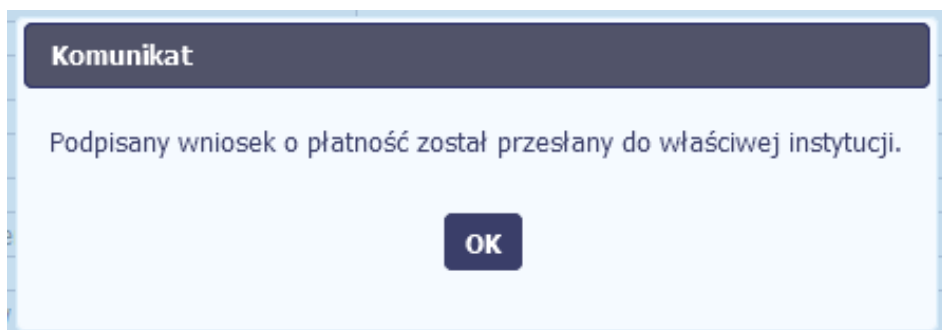 Komunikat
Podpisany wniosek o płatność został przesłany do właściwej instytucji.
OK